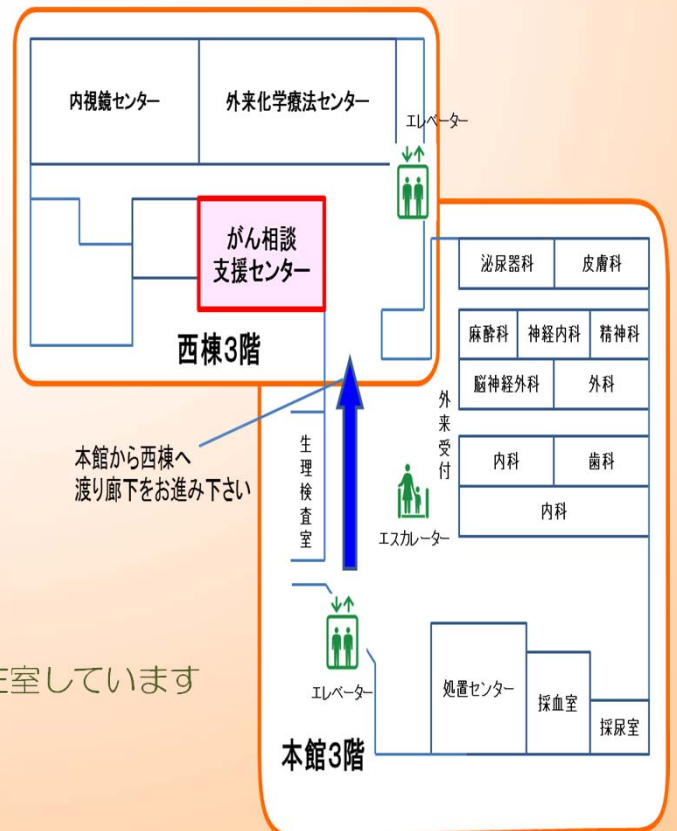 内視鏡センター
外来化学療法センター
エレベーター
がん相談
支援センター
西棟3階
泌尿器科
皮膚科
麻酔科
神経内科
精神科
脳神経外科
外科
外来受付
内科
歯科
内科
本館から西棟へ
渡り廊下をお進み下さい
生理検査室
エスカレーター
エレベーター
処置センター
採血室
採尿室
室しています
本館3階